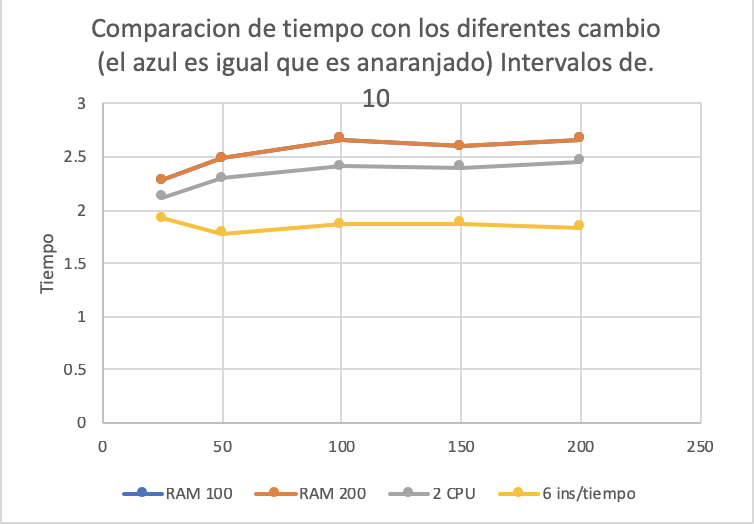 Comparacion de tiempo con los diferentes cambio
(el azul es igual que es anaranjado) Intervalos de.
10
3
2.5
2
1.5
1
0.5
0
Tiempo
0 50 100 150 200 250
RAM 100 RAM 200 2 CPU 6 ins/tiempo